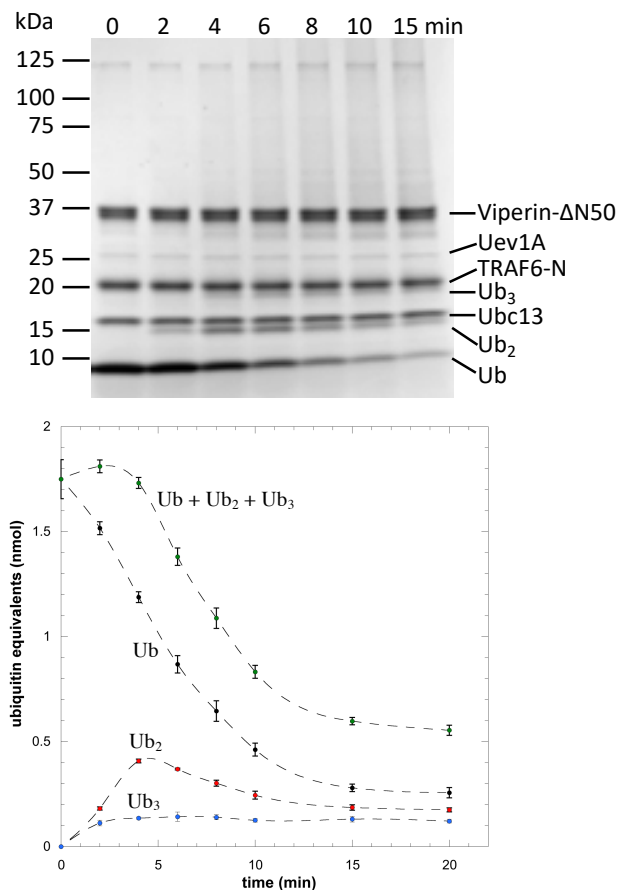 kDa 0 2 4 6 8 10 15 min
125
100
75
50
37
25
20
15
10
Viperin-ΔN50
Uev1A
TRAF6-N
Ub₃
Ubc13
Ub₂
Ub
2
1.5
1
0.5
0
ubiquitin equivalents (nmol)
Ub + Ub₂ + Ub₃
Ub
Ub₂
Ub₃
0 5 10 15 20
time (min)